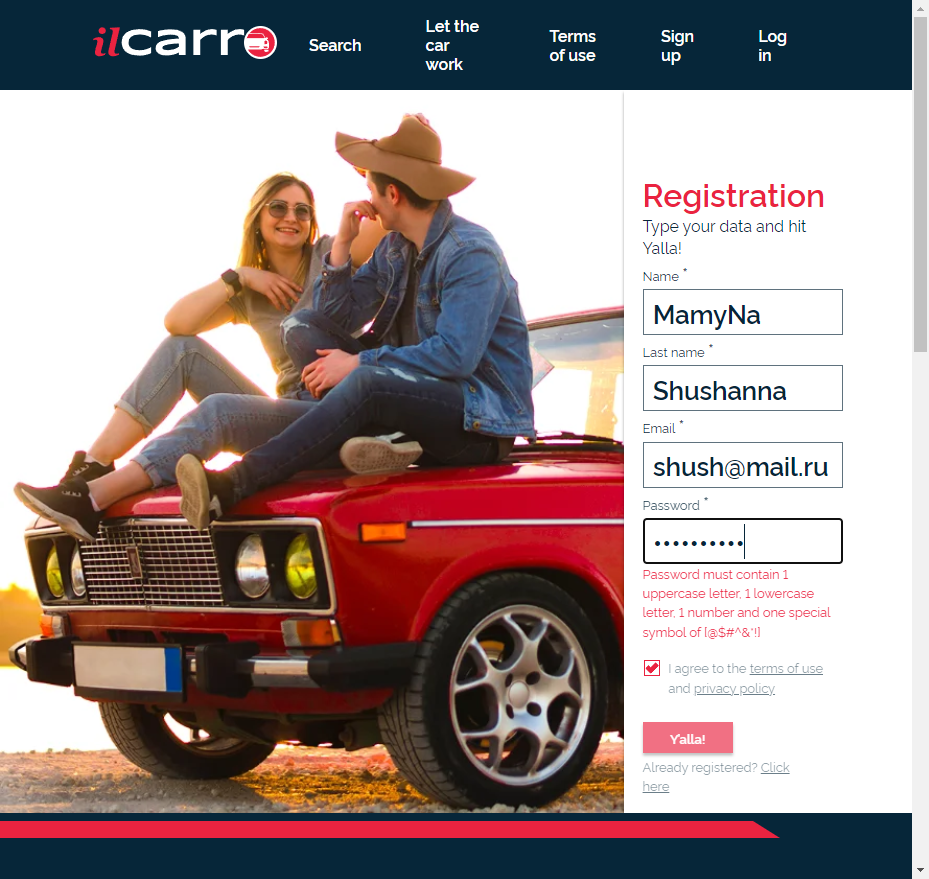 ilcarro
Search
Let the
car
work
Terms
of use
Sign
up
Log
in
Registration
Type your data and hit
Yalla!
Name *
MamyNa
Last name *
Shushanna
Email *
shush@mail.ru
Password *
••••••••••
Password must contain 1
uppercase letter, 1 lowercase
letter, 1 number and one special
symbol of [@$#^&*!]
I agree to the terms of use
and privacy policy
Y'alla!
Already registered? Click
here